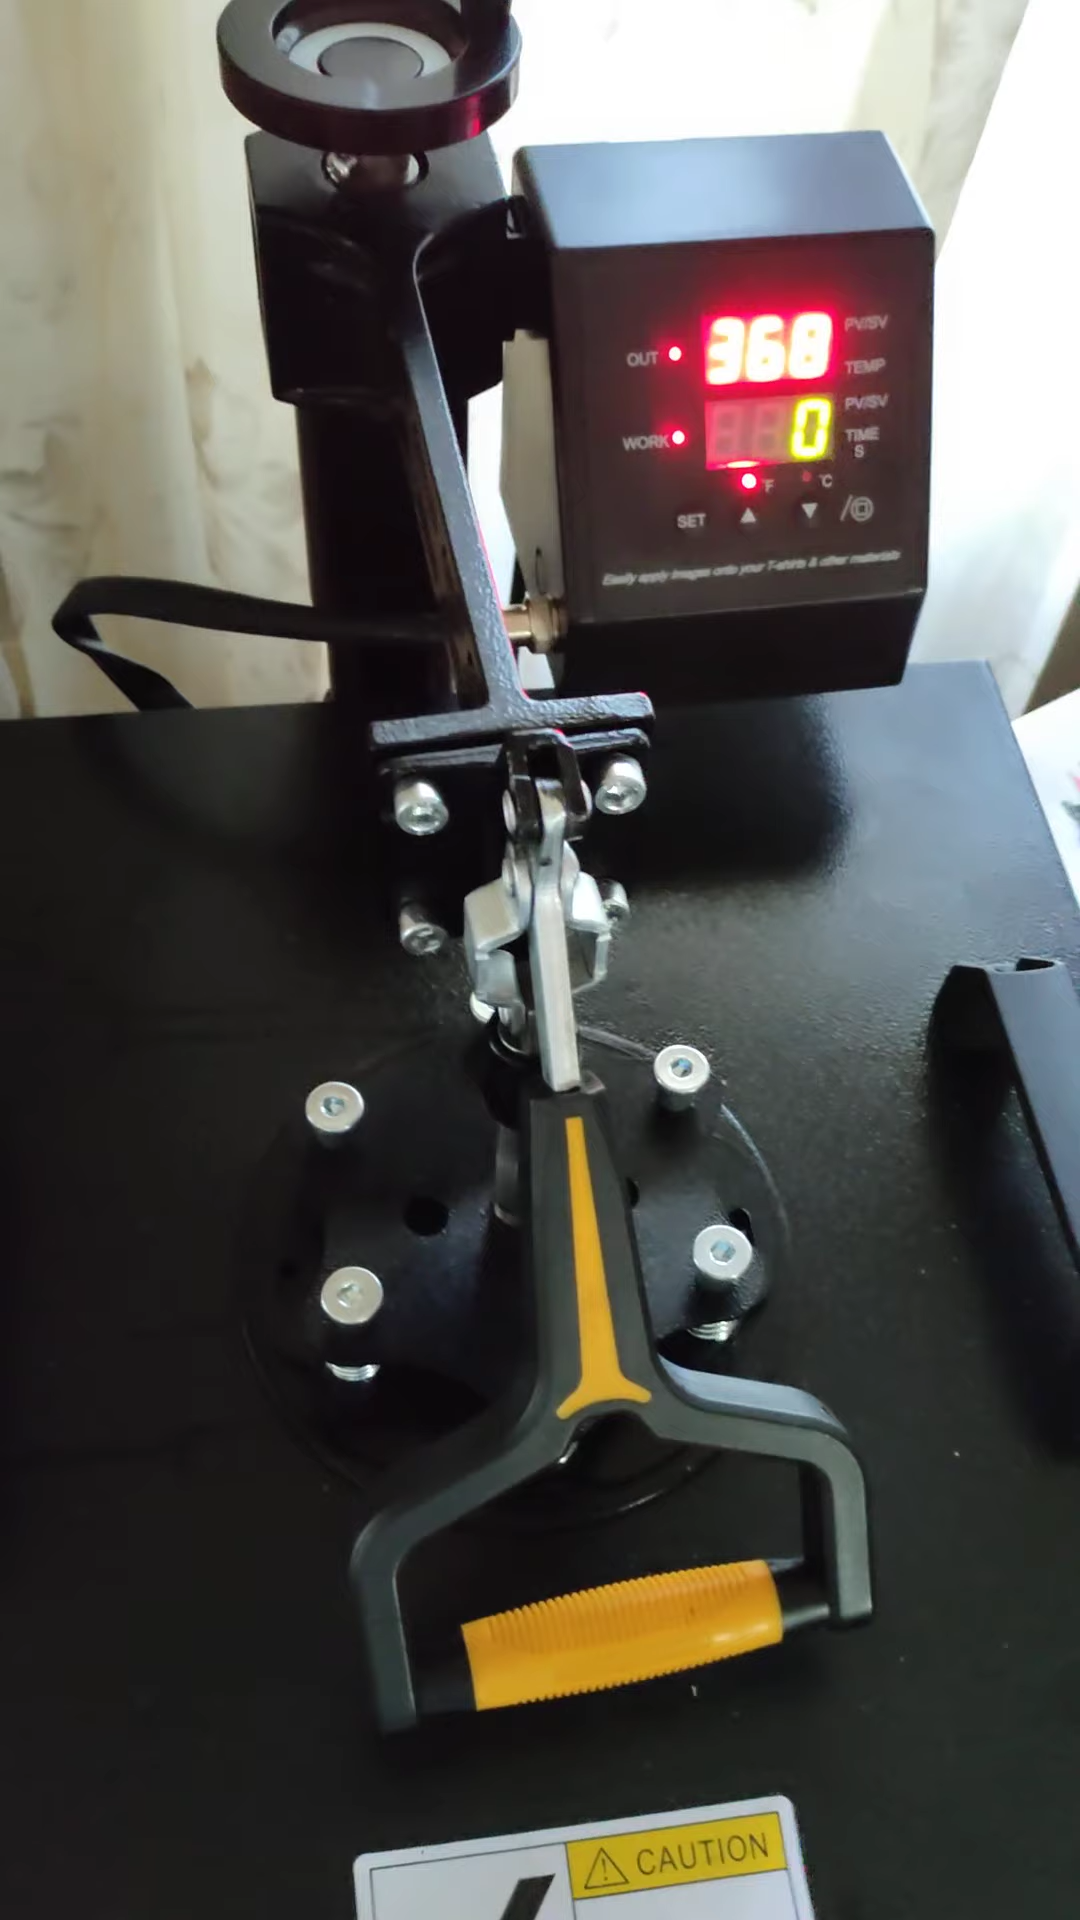 368
PV/SV
OUT
TEMP
0
PV/SV
WORK
TIME
S
°F
°C
SET ▲ ▼ /
Easily apply images onto your T-shirts & other materials
⚠ CAUTION